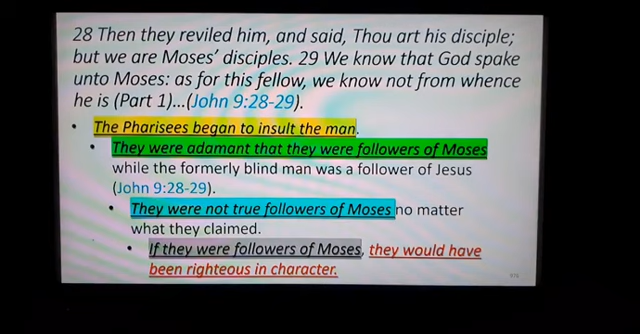 28 Then they reviled him, and said, Thou art his disciple;
but we are Moses' disciples. 29 We know that God spake
unto Moses: as for this fellow, we know not from whence
he is (Part 1)...(John 9:28-29).
• The Pharisees began to insult the man.
• They were adamant that they were followers of Moses
while the formerly blind man was a follower of Jesus
(John 9:28-29).
• They were not true followers of Moses no matter
what they claimed.
• If they were followers of Moses, they would have
been righteous in character.